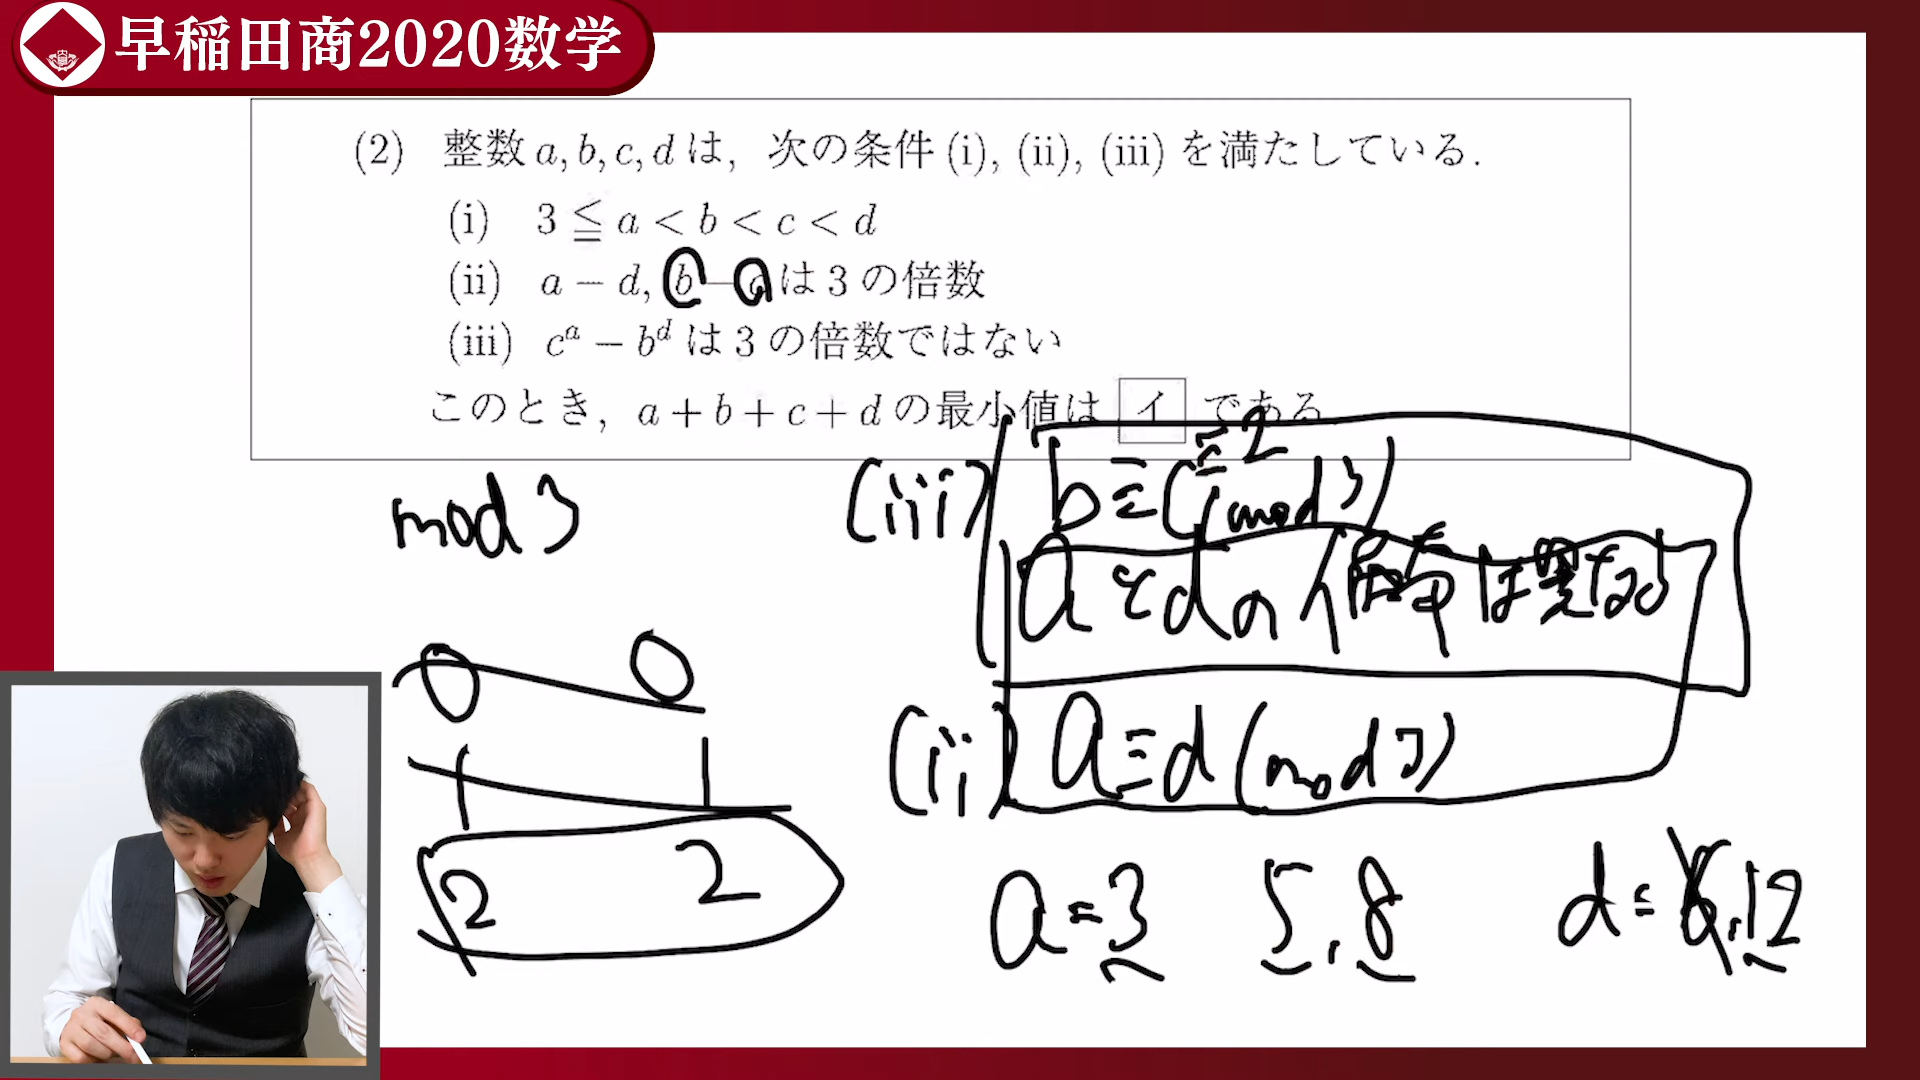 早稲田商2020数学
(2) 整数 a, b, c, d は, 次の条件 (i), (ii), (iii) を満たしている.
(i) 3 ≦ a < b < c < d
(ii) a − d, b − c は 3 の倍数
(iii) c^a − b^d は 3 の倍数ではない
このとき, a + b + c + d の最小値は イ である
mod 3
(iii) b ≡ c ≡ 2 (mod 3)
aとdの偶奇は異なる
(ii) a ≡ d (mod 3)
0 0
1 1
2 2
a = 3 5, 8 d = 6, 12